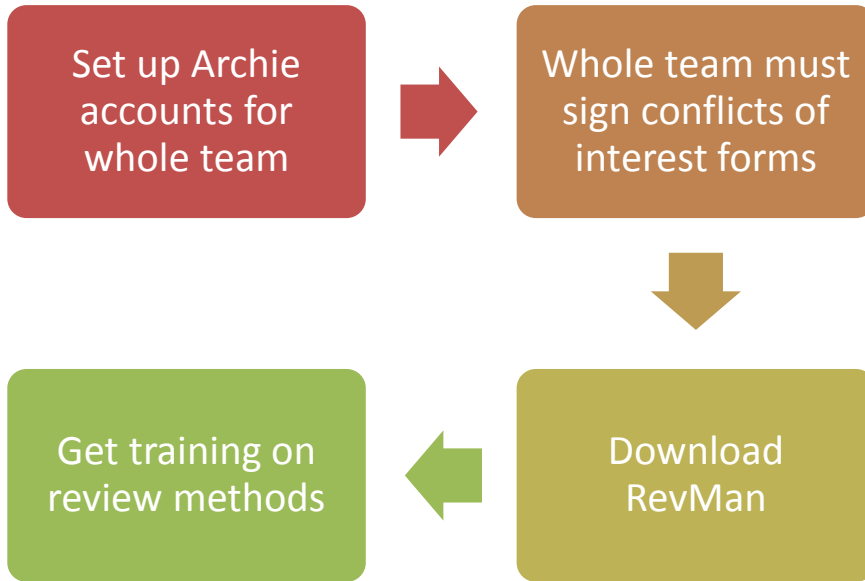 Set up Archie
accounts for
whole team
Whole team must
sign conflicts of
interest forms
Download
RevMan
Get training on
review methods